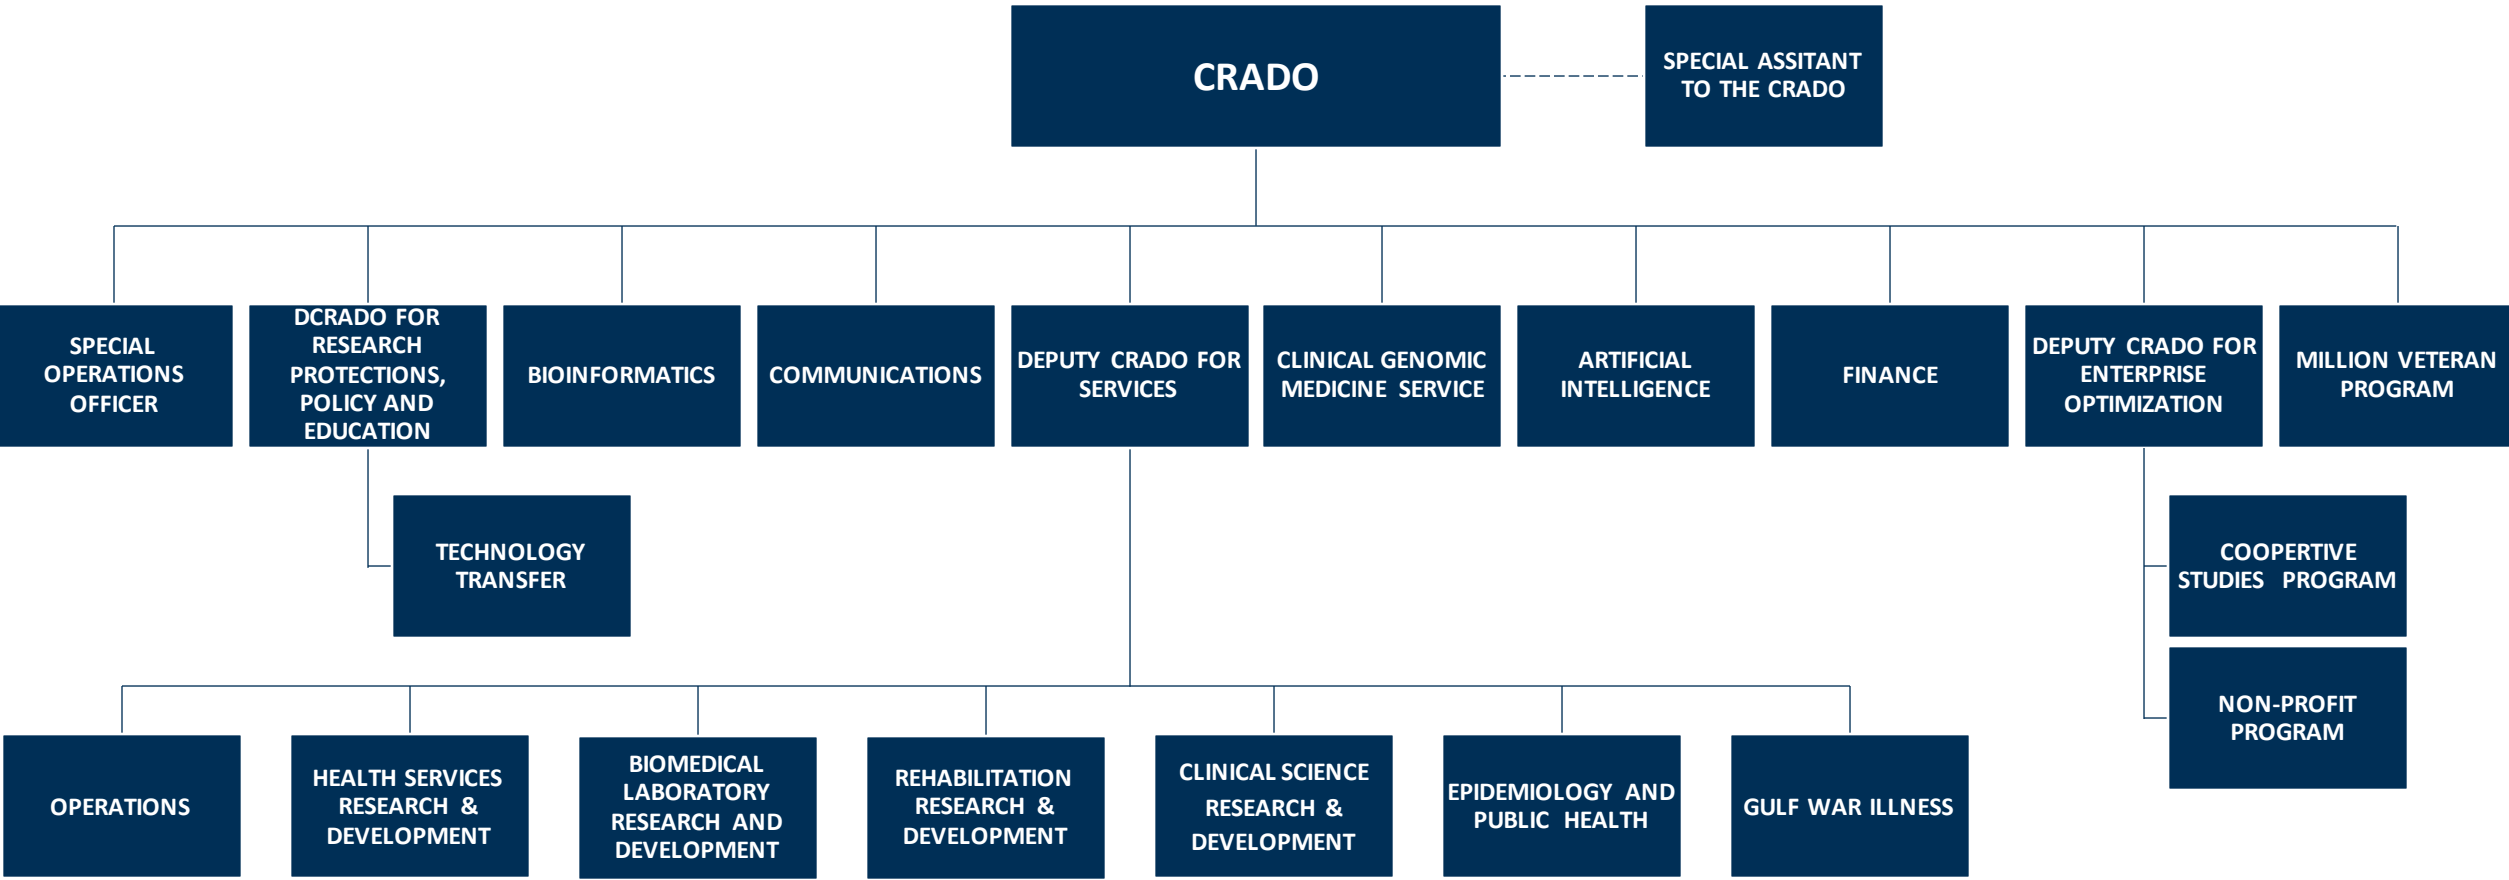 CRADO
SPECIAL ASSITANT
TO THE CRADO
SPECIAL
OPERATIONS
OFFICER
DCRADO FOR
RESEARCH
PROTECTIONS,
POLICY AND
EDUCATION
BIOINFORMATICS
COMMUNICATIONS
DEPUTY CRADO FOR
SERVICES
CLINICAL GENOMIC
MEDICINE SERVICE
ARTIFICIAL
INTELLIGENCE
FINANCE
DEPUTY CRADO FOR
ENTERPRISE
OPTIMIZATION
MILLION VETERAN
PROGRAM
TECHNOLOGY
TRANSFER
COOPERTIVE
STUDIES PROGRAM
NON-PROFIT
PROGRAM
OPERATIONS
HEALTH SERVICES
RESEARCH &
DEVELOPMENT
BIOMEDICAL
LABORATORY
RESEARCH AND
DEVELOPMENT
REHABILITATION
RESEARCH &
DEVELOPMENT
CLINICAL SCIENCE
RESEARCH &
DEVELOPMENT
EPIDEMIOLOGY AND
PUBLIC HEALTH
GULF WAR ILLNESS